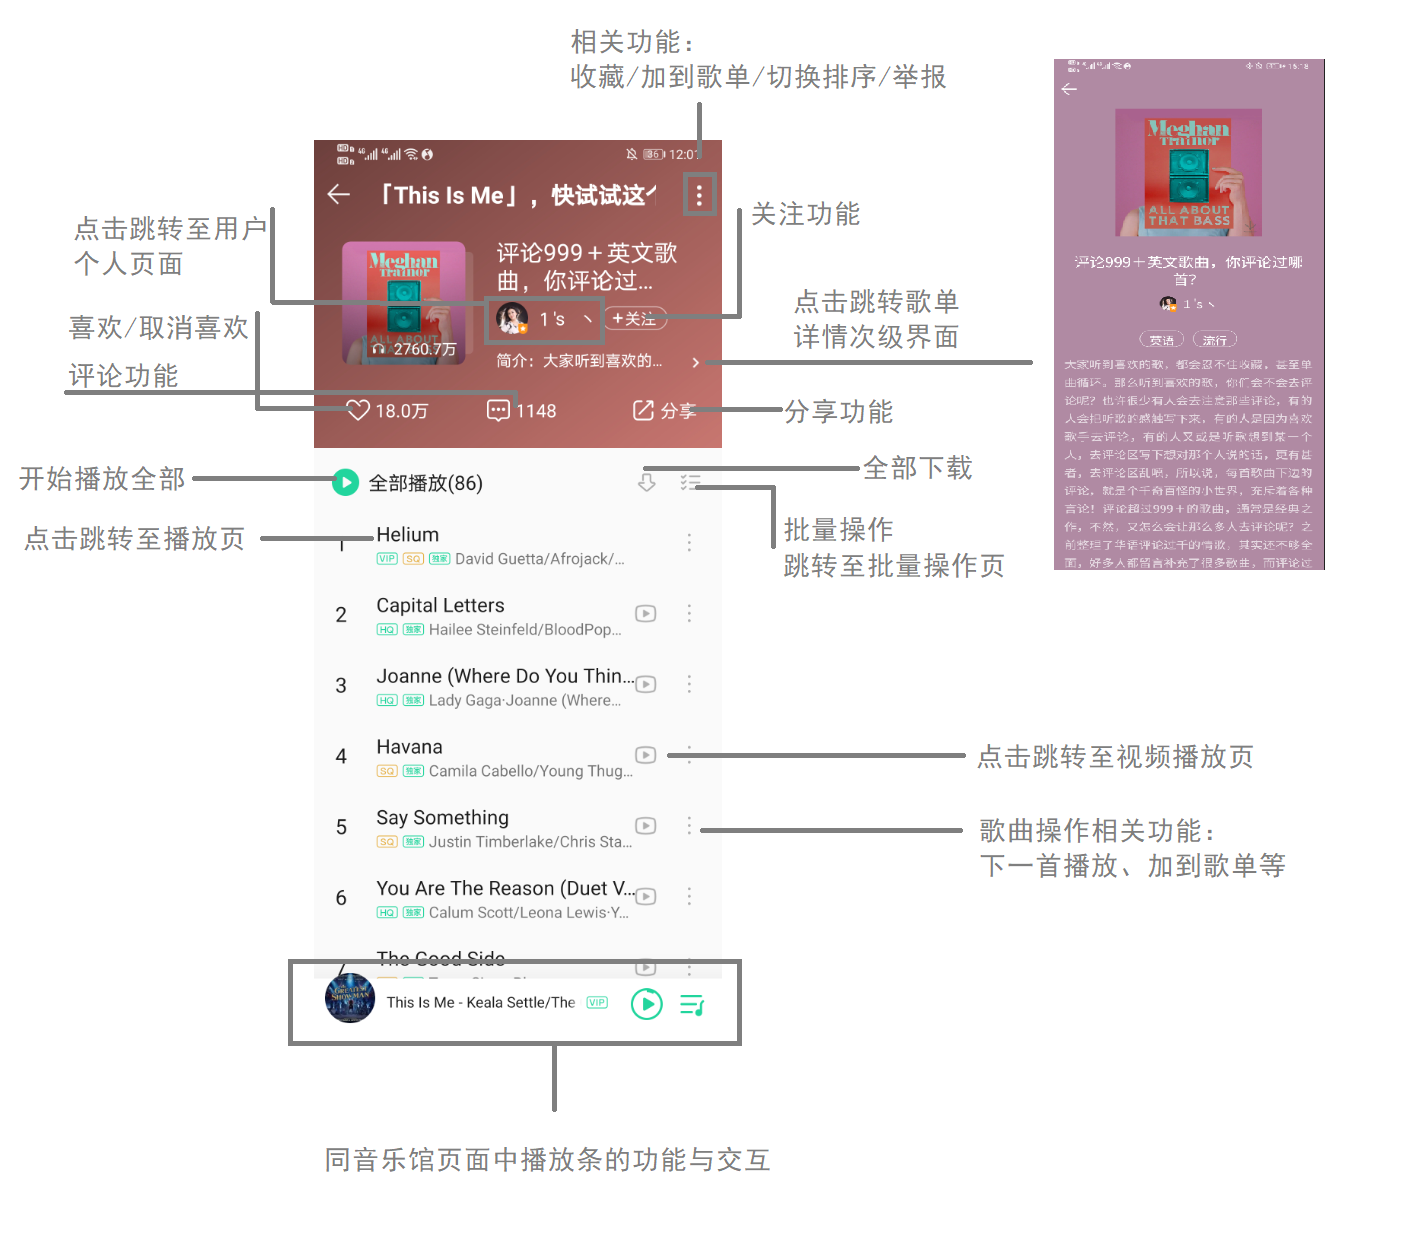 相关功能：
收藏/加到歌单/切换排序/举报
12:01
「This Is Me」，快试试这个
点击跳转至用户
个人页面
喜欢/取消喜欢
评论功能
开始播放全部
点击跳转至播放页
Meghan
Trainor
ALL ABOUT
2760.7万
评论999＋英文歌
曲，你评论过...
1 's 丶
+关注
简介：大家听到喜欢的...
18.0万
1148
分享
关注功能
点击跳转歌单
详情次级界面
分享功能
全部下载
批量操作
跳转至批量操作页
全部播放(86)
1
Helium
VIP SQ 独家 David Guetta/Afrojack/...
2
Capital Letters
HQ 独家 Hailee Steinfeld/BloodPop...
3
Joanne (Where Do You Thin...
HQ 独家 Lady Gaga·Joanne (Where...
4
Havana
SQ 独家 Camila Cabello/Young Thug...
5
Say Something
SQ 独家 Justin Timberlake/Chris Sta...
6
You Are The Reason (Duet V...
HQ 独家 Calum Scott/Leona Lewis·Y...
7
The Good Side
This Is Me - Keala Settle/The VIP
点击跳转至视频播放页
歌曲操作相关功能：
下一首播放、加到歌单等
同音乐馆页面中播放条的功能与交互
15:18
Meghan
Trainor
ALL ABOUT
THAT BASS
评论999＋英文歌曲，你评论过哪
首？
1 's 丶
英语 流行
大家听到喜欢的歌，都会忍不住收藏，甚至单
曲循环。那么听到喜欢的歌，你们会不会去评
论呢？也许很少有人会去注意那些评论，有的
人会把听歌的感触写下来，有的人是因为喜欢
歌手去评论，有的人又或是听歌想到某一个
人，去评论区写下想对那个人说的话，更有甚
者，去评论区乱喷，所以说，每首歌曲下边的
评论，就是个千奇百怪的小世界，充斥着各种
言论！评论超过999＋的歌曲，通常是经典之
作，不然，又怎么会让那么多人去评论呢？之
前整理了华语评论过千的情歌，其实还不够全
面，好多人都留言补充了很多歌曲，而评论过